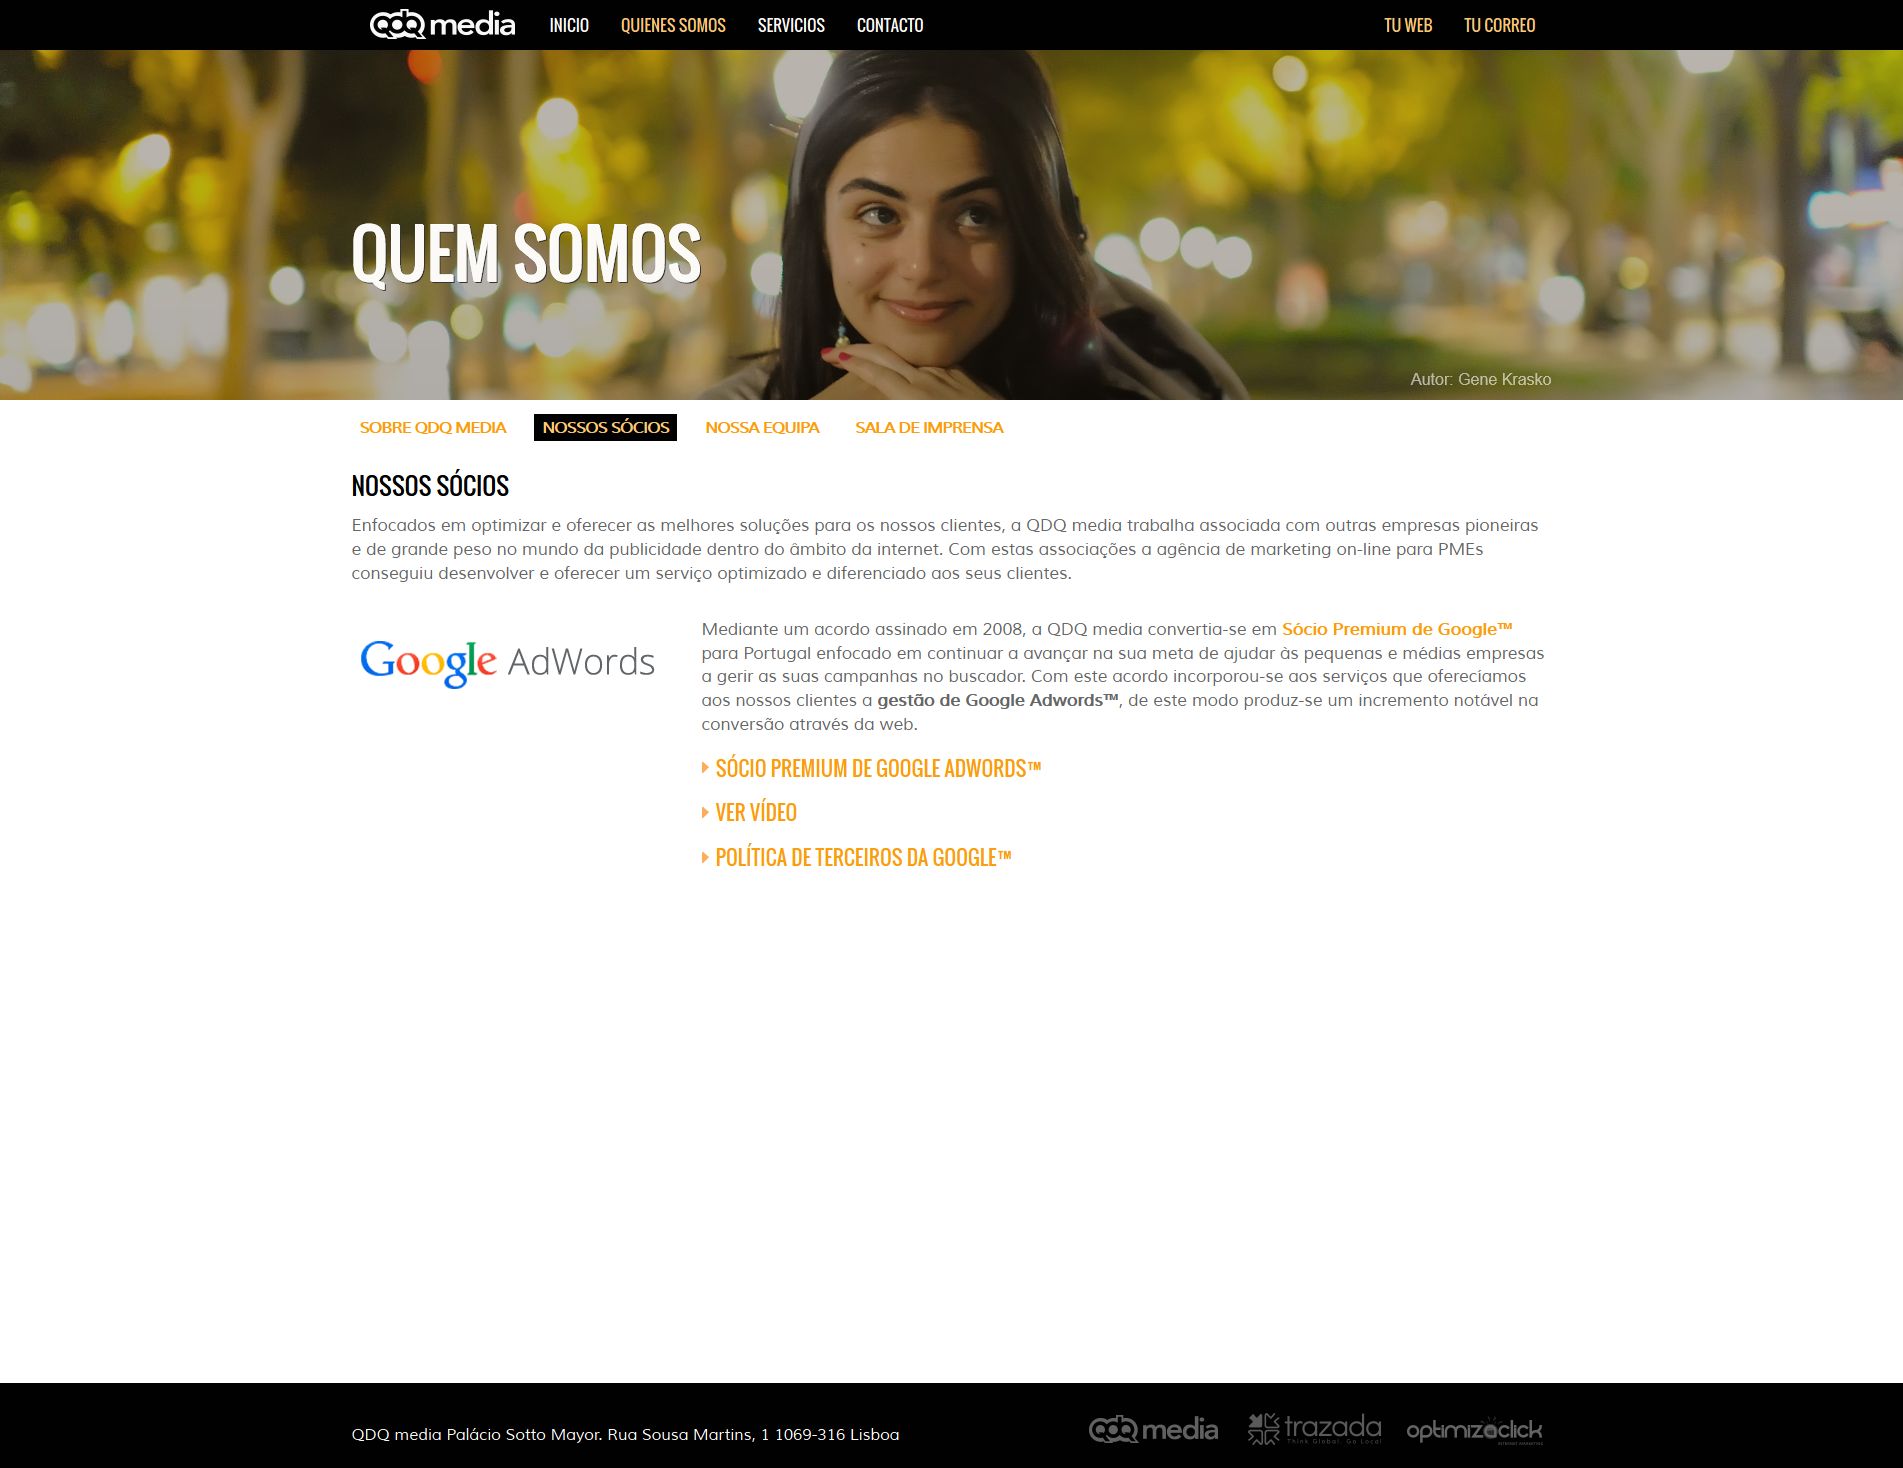 QDQ media INICIO QUIENES SOMOS SERVICIOS CONTACTO TU WEB TU CORREO
QUEM SOMOS
Autor: Gene Krasko
SOBRE QDQ MEDIA NOSSOS SÓCIOS NOSSA EQUIPA SALA DE IMPRENSA
NOSSOS SÓCIOS
Enfocados em optimizar e oferecer as melhores soluções para os nossos clientes, a QDQ media trabalha associada com outras empresas pioneiras
e de grande peso no mundo da publicidade dentro do âmbito da internet. Com estas associações a agência de marketing on-line para PMEs
conseguiu desenvolver e oferecer um serviço optimizado e diferenciado aos seus clientes.
Google AdWords
Mediante um acordo assinado em 2008, a QDQ media convertia-se em Sócio Premium de Google™
para Portugal enfocado em continuar a avançar na sua meta de ajudar às pequenas e médias empresas
a gerir as suas campanhas no buscador. Com este acordo incorporou-se aos serviços que oferecíamos
aos nossos clientes a gestão de Google Adwords™, de este modo produz-se um incremento notável na
conversão através da web.
SÓCIO PREMIUM DE GOOGLE ADWORDS™
VER VÍDEO
POLÍTICA DE TERCEIROS DA GOOGLE™
QDQ media Palácio Sotto Mayor. Rua Sousa Martins, 1 1069-316 Lisboa
QDQ media trazada optimizaclick
Think Global. Go Local
INTERNET MARKETING